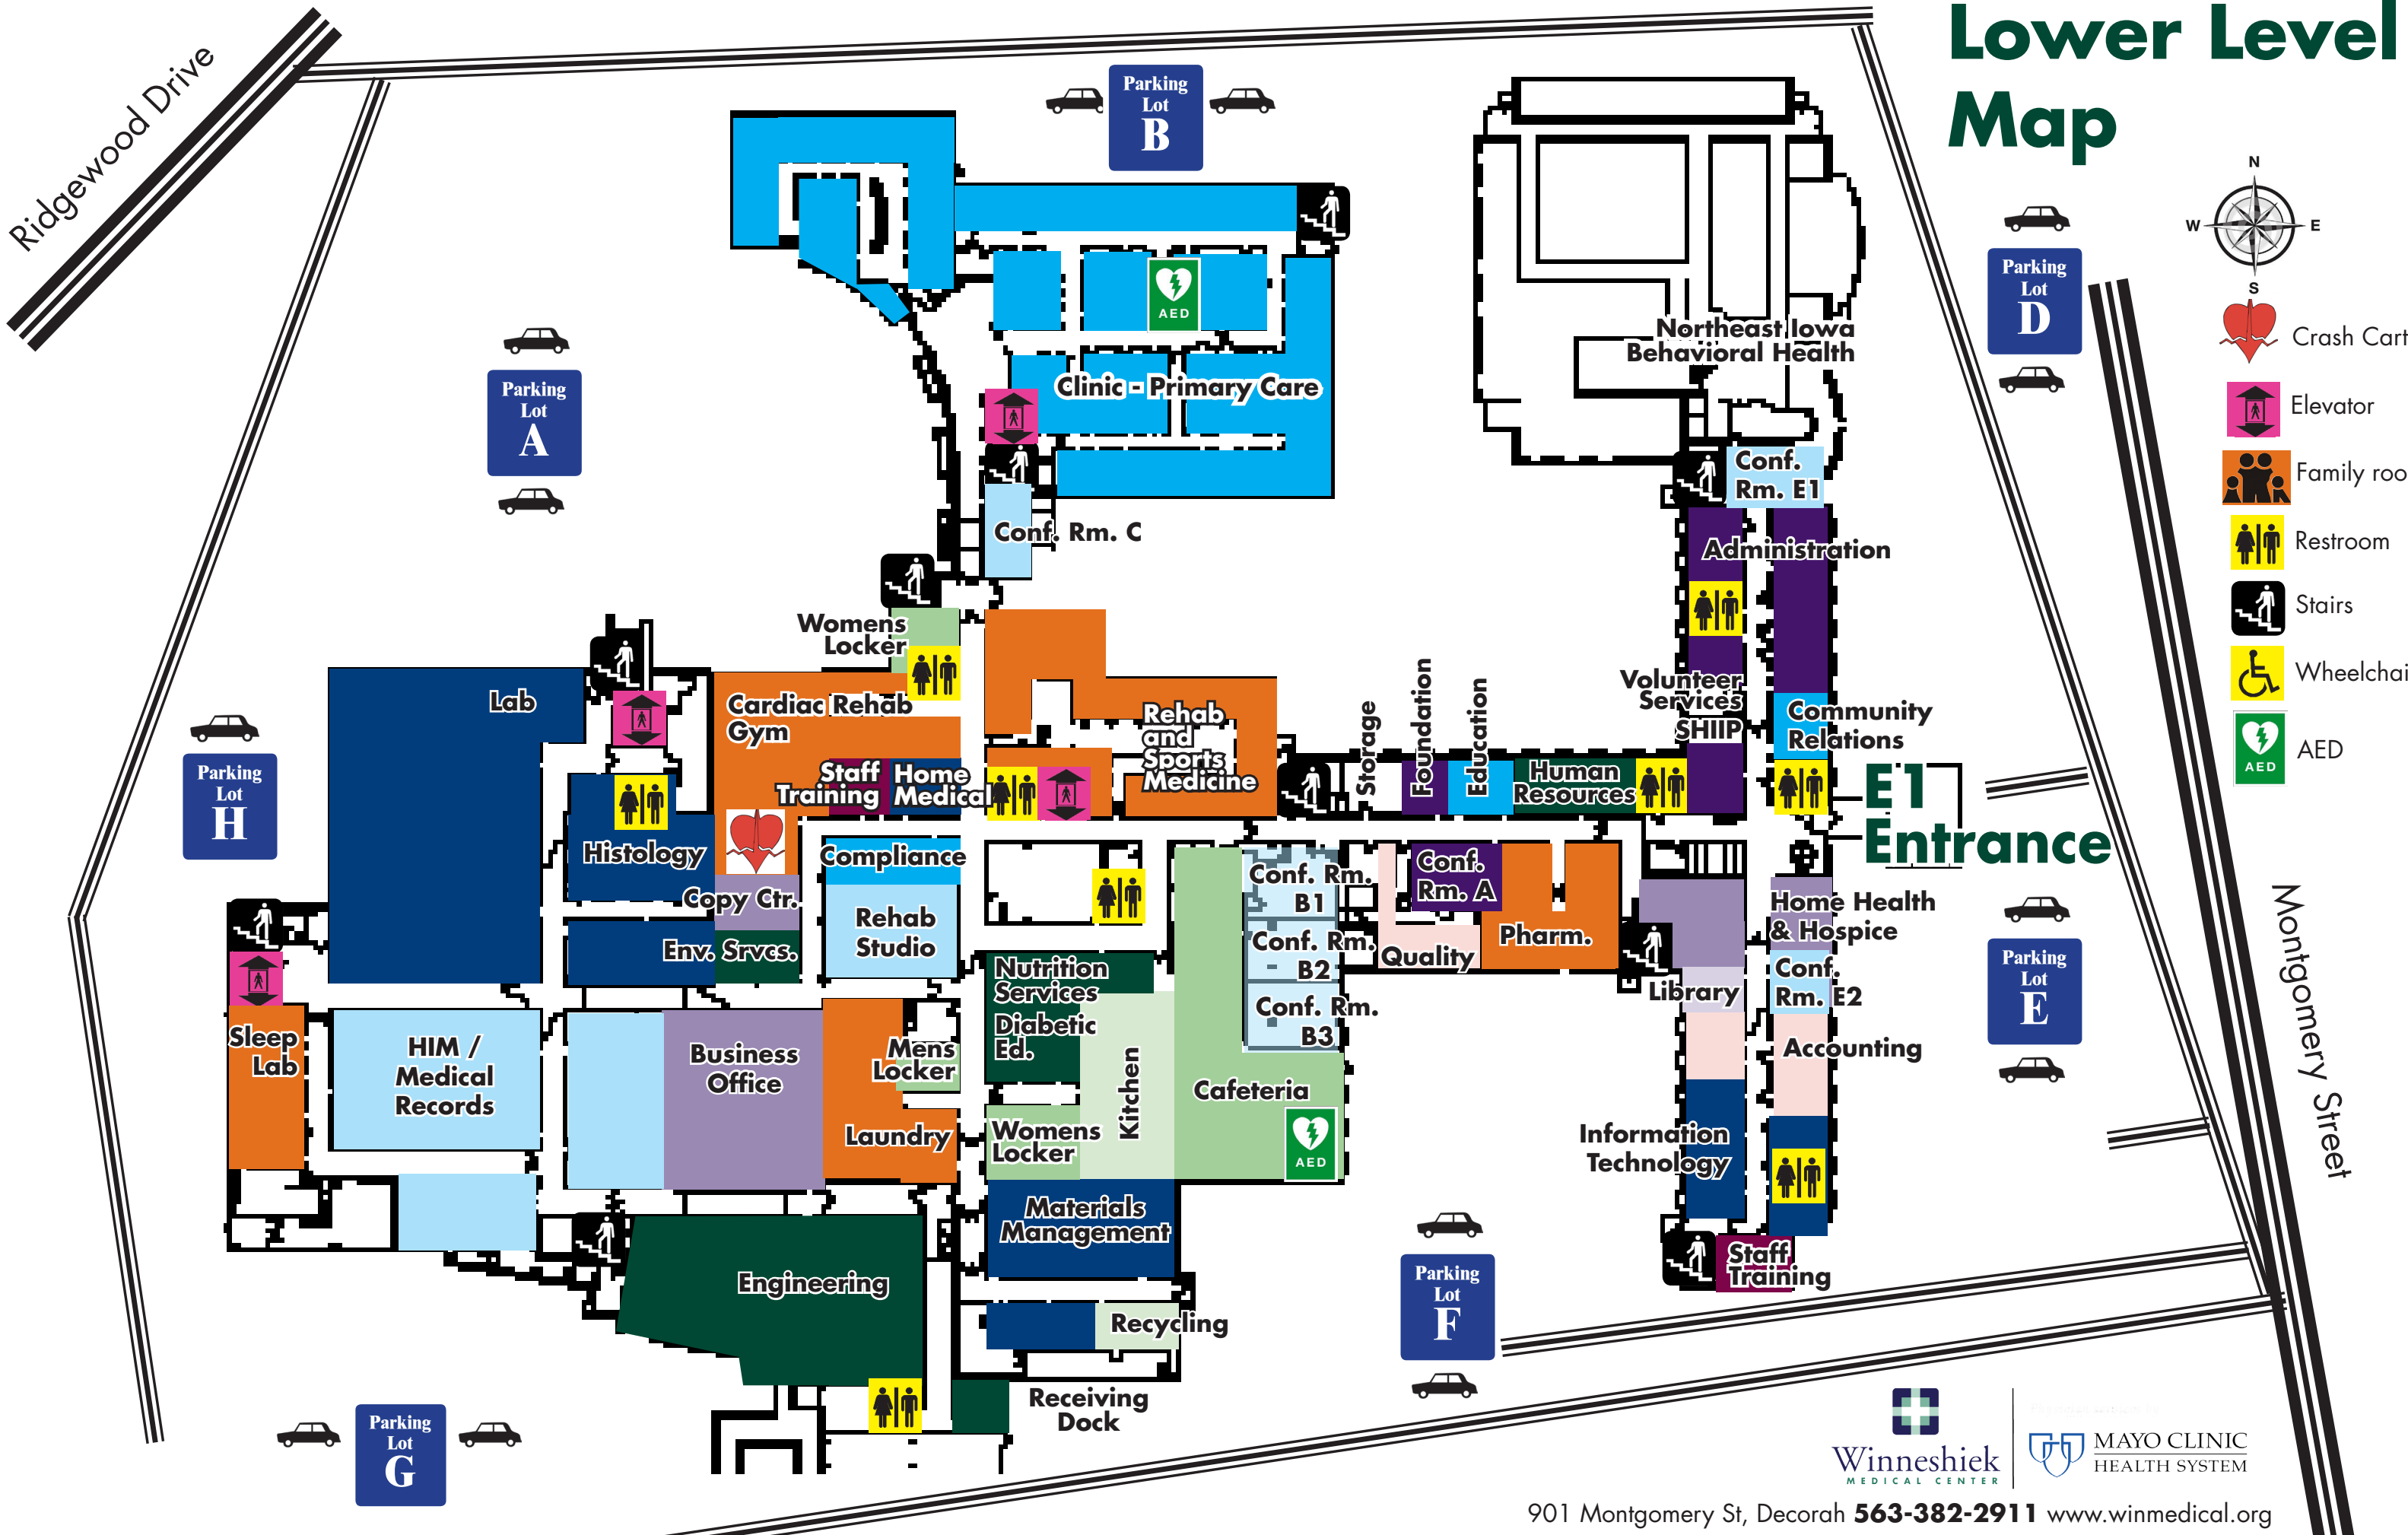 Lower Level
Map
Ridgewood Drive
Parking
Lot
B
N
W
E
S
Parking
Lot
D
Crash Cart
Elevator
Family roo
Restroom
Stairs
Wheelchai
AED
AED
Parking
Lot
A
AED
Clinic - Primary Care
Northeast Iowa
Behavioral Health
Conf.
Rm. E1
Conf. Rm. C
Administration
Womens
Locker
Lab
Cardiac Rehab
Gym
Rehab
and
Sports
Medicine
Storage
Foundation
Education
Human
Resources
Volunteer
Services
SHIIP
Community
Relations
E1
Entrance
Staff
Training
Home
Medical
Parking
Lot
H
Histology
Copy Ctr.
Env. Srvcs.
Compliance
Rehab
Studio
Conf. Rm.
B1
Conf. Rm.
B2
Conf. Rm.
B3
Conf.
Rm. A
Quality
Pharm.
Home Health
& Hospice
Library
Conf.
Rm. E2
Parking
Lot
E
Montgomery Street
Nutrition
Services
Diabetic
Ed.
Sleep
Lab
HIM /
Medical
Records
Business
Office
Mens
Locker
Laundry
Womens
Locker
Kitchen
Cafeteria
AED
Accounting
Information
Technology
Materials
Management
Engineering
Recycling
Receiving
Dock
Staff
Training
Parking
Lot
F
Parking
Lot
G
Winneshiek
MEDICAL CENTER
MAYO CLINIC
HEALTH SYSTEM
901 Montgomery St, Decorah 563-382-2911 www.winmedical.org